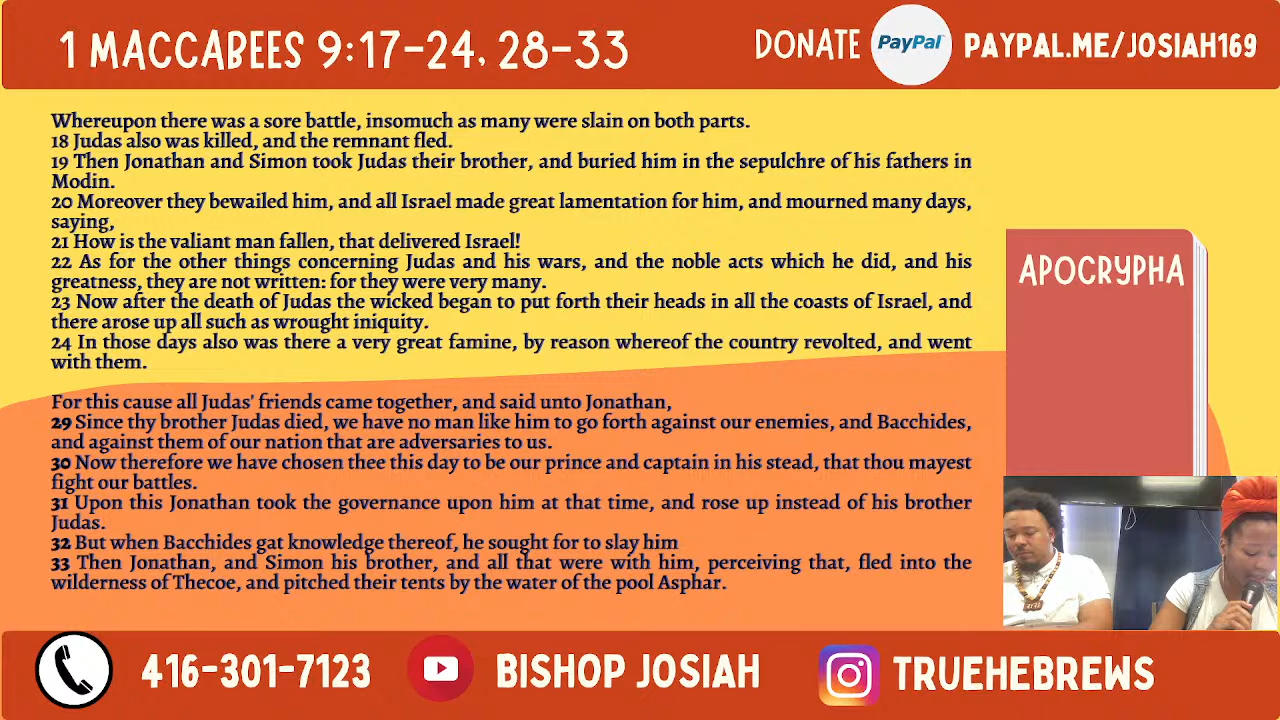 1 MACCABEES 9:17-24, 28-33
DONATE
PayPal
PAYPAL.ME/JOSIAH169
Whereupon there was a sore battle, insomuch as many were slain on both parts.
18 Judas also was killed, and the remnant fled.
19 Then Jonathan and Simon took Judas their brother, and buried him in the sepulchre of his fathers in
Modin.
20 Moreover they bewailed him, and all Israel made great lamentation for him, and mourned many days,
saying,
21 How is the valiant man fallen, that delivered Israel!
22 As for the other things concerning Judas and his wars, and the noble acts which he did, and his
greatness, they are not written: for they were very many.
23 Now after the death of Judas the wicked began to put forth their heads in all the coasts of Israel, and
there arose up all such as wrought iniquity.
24 In those days also was there a very great famine, by reason whereof the country revolted, and went
with them.
For this cause all Judas' friends came together, and said unto Jonathan,
29 Since thy brother Judas died, we have no man like him to go forth against our enemies, and Bacchides,
and against them of our nation that are adversaries to us.
30 Now therefore we have chosen thee this day to be our prince and captain in his stead, that thou mayest
fight our battles.
31 Upon this Jonathan took the governance upon him at that time, and rose up instead of his brother
Judas.
32 But when Bacchides gat knowledge thereof, he sought for to slay him
33 Then Jonathan, and Simon his brother, and all that were with him, perceiving that, fled into the
wilderness of Thecoe, and pitched their tents by the water of the pool Asphar.
APOCRYPHA
416-301-7123
BISHOP JOSIAH
TRUEHEBREWS